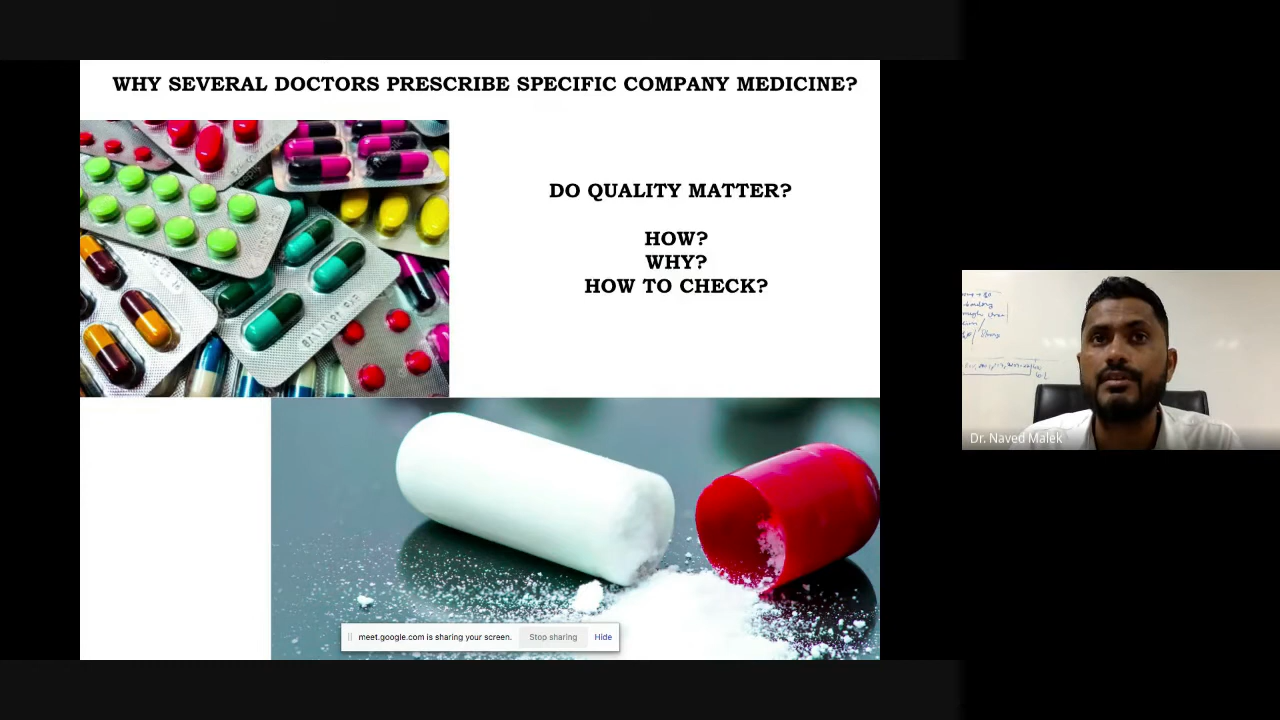 WHY SEVERAL DOCTORS PRESCRIBE SPECIFIC COMPANY MEDICINE?
DO QUALITY MATTER?
HOW?
WHY?
HOW TO CHECK?
Dr. Naved Malek
meet.google.com is sharing your screen.
Stop sharing
Hide